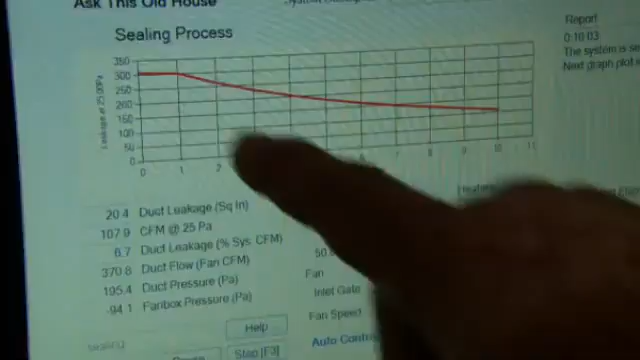 Ask This Old House
Sealing Process
Report
0:10:03
The system is se
Next graph plot
Leakage at 25.00Pa
350
300
250
200
150
100
50
0
0 1 2 8 9 10 11
20.4 Duct Leakage (Sq In)
107.9 CFM @ 25 Pa
6.7 Duct Leakage (% Sys. CFM)
370.8 Duct Flow (Fan CFM)
195.4 Duct Pressure (Pa)
-94.1 Fanbox Pressure (Pa)
50.
Fan
Inlet Gate
Fan Speed
Help
Stop [F3]
Auto Contro